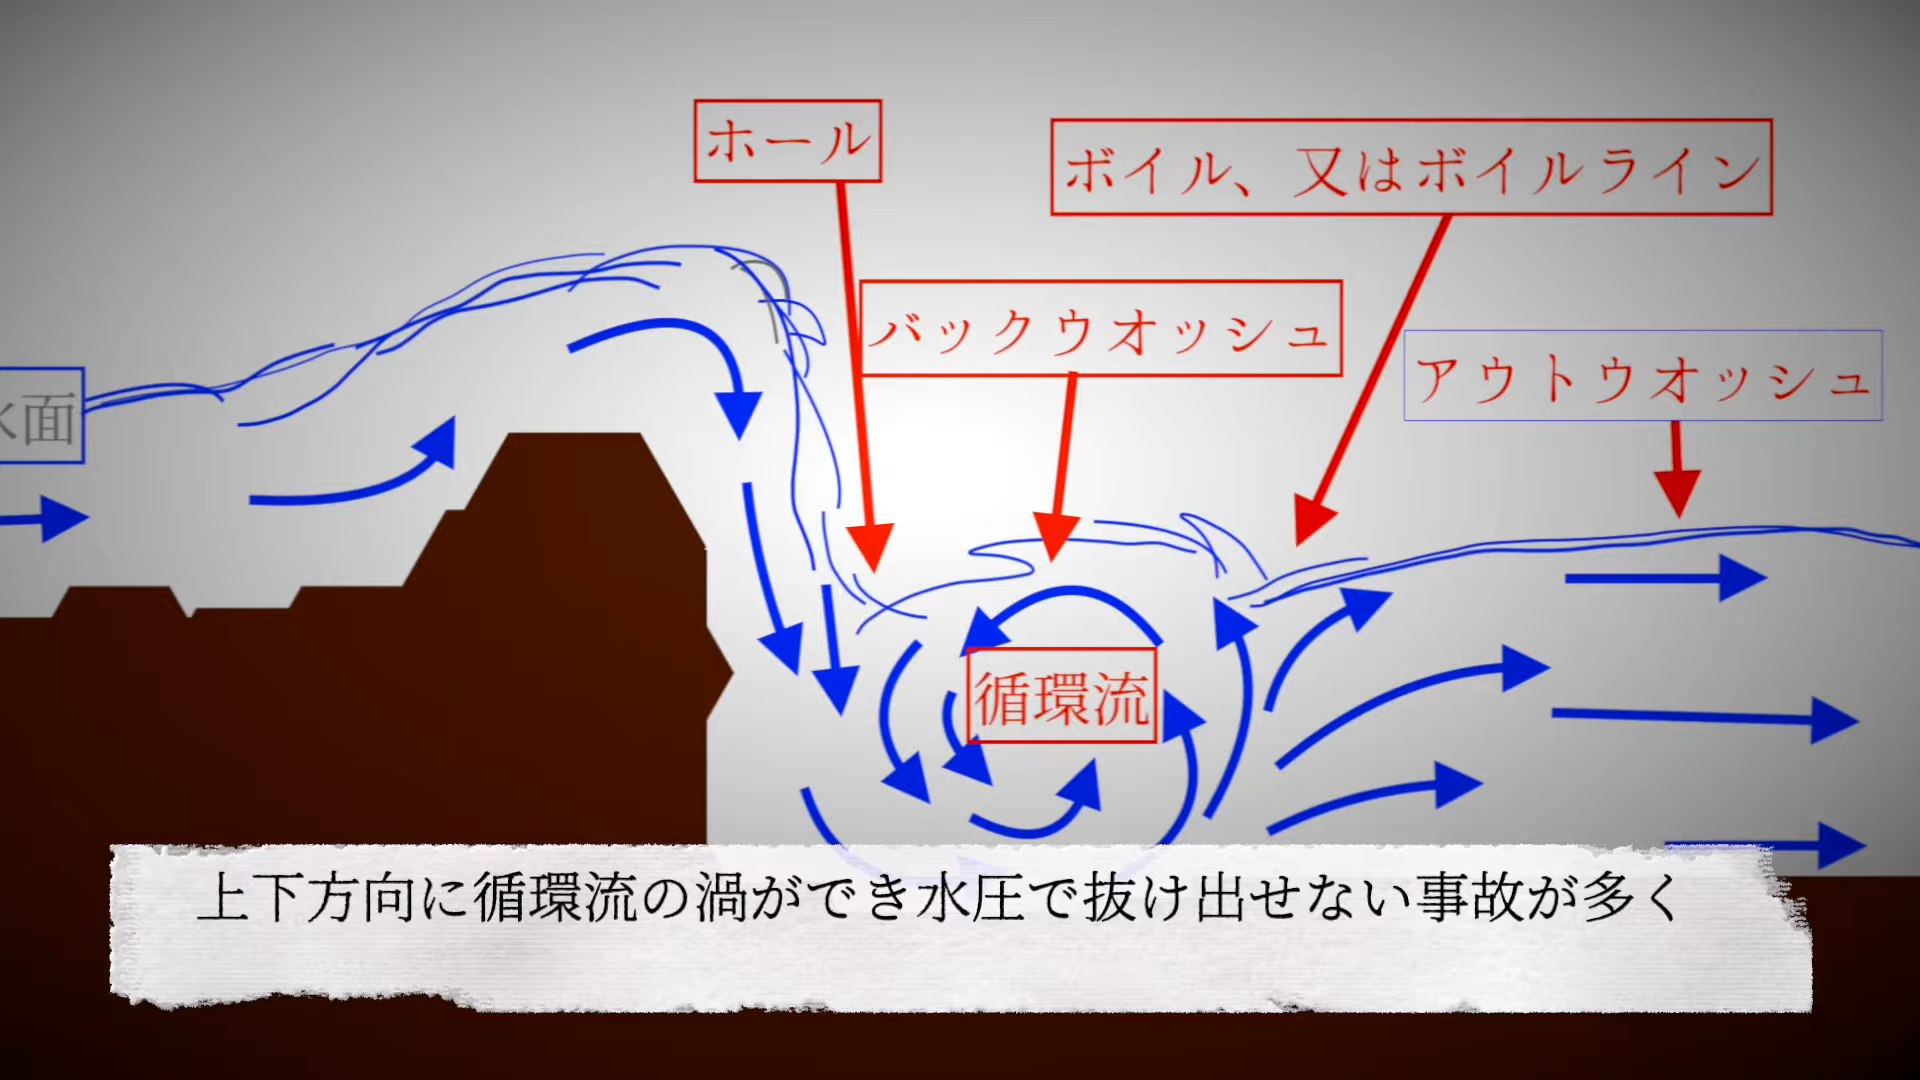 ホール
ボイル、又はボイルライン
バックウオッシュ
アウトウオッシュ
水面
循環流
上下方向に循環流の渦ができ水圧で抜け出せない事故が多く